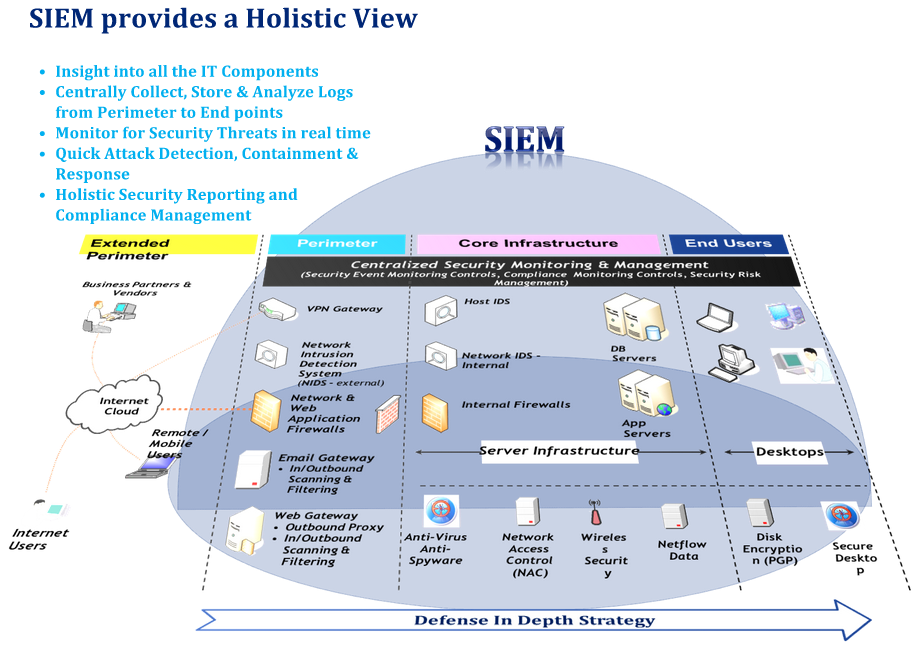 SIEM provides a Holistic View
• Insight into all the IT Components
• Centrally Collect, Store & Analyze Logs
from Perimeter to End points
• Monitor for Security Threats in real time
• Quick Attack Detection, Containment &
Response
• Holistic Security Reporting and
Compliance Management
SIEM
Extended
Perimeter
Perimeter
Core Infrastructure
End Users
Centralized Security Monitoring & Management
(Security Event Monitoring Controls, Compliance Monitoring Controls, Security Risk
Management)
Business Partners &
Vendors
Internet
Cloud
Remote /
Mobile
Users
Internet
Users
VPN Gateway
Network
Intrusion
Detection
System
(NIDS - external)
Network &
Web
Application
Firewalls
Email Gateway
• In/Outbound
Scanning &
Filtering
Web Gateway
• Outbound Proxy
• In/Outbound
Scanning &
Filtering
Host IDS
Network IDS -
Internal
Internal Firewalls
DB
Servers
App
Servers
Server Infrastructure
Desktops
Anti-Virus
Anti-
Spyware
Network
Access
Control
(NAC)
Wireles
s
Securit
y
Netflow
Data
Disk
Encryptio
n (PGP)
Secure
Deskto
p
Defense In Depth Strategy